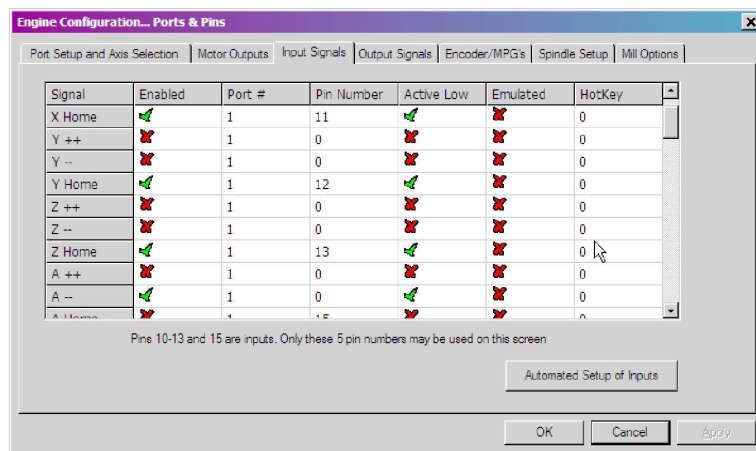 Engine Configuration... Ports & Pins
Port Setup and Axis Selection Motor Outputs Input Signals Output Signals Encoder/MPG's Spindle Setup Mill Options
Signal Enabled Port # Pin Number Active Low Emulated HotKey
X Home 1 11 0
Y ++ 1 0 0
Y -- 1 0 0
Y Home 1 12 0
Z ++ 1 0 0
Z -- 1 0 0
Z Home 1 13 0
A ++ 1 0 0
A -- 1 0 0
A Home 1 15 0
Pins 10-13 and 15 are inputs. Only these 5 pin numbers may be used on this screen
Automated Setup of Inputs
OK Cancel Apply